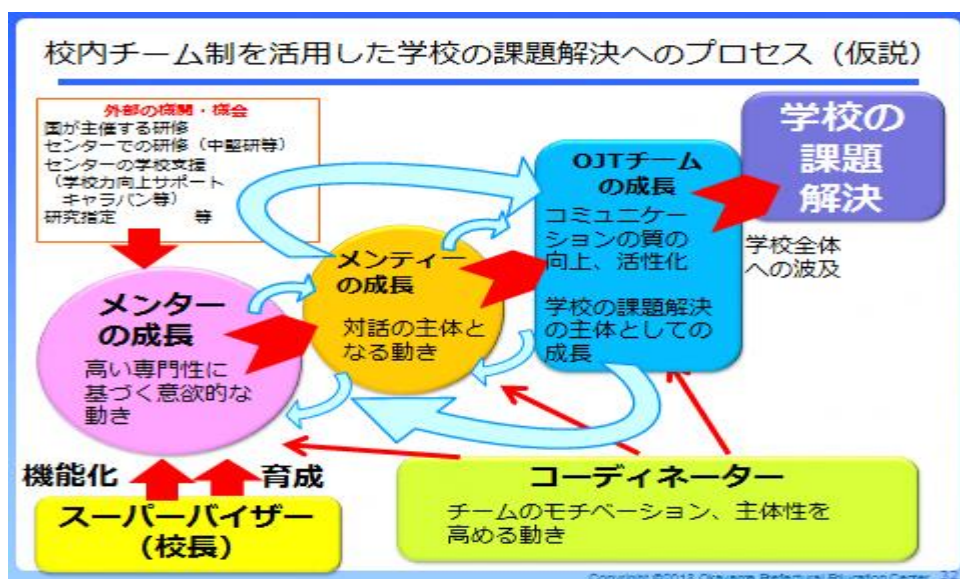 校内チーム制を活用した学校の課題解決へのプロセス（仮説）
外部の機関・機会
国が主催する研修
センターでの研修（中堅研等）
センターの学校支援
（学校力向上サポート
キャラバン等）
研究指定　　　等
学校の
課題
解決
OJTチーム
の成長
コミュニケー
ションの質の
向上、活性化
学校の課題解決
の主体としての
成長
学校全体
への波及
メンティー
の成長
対話の主体と
なる動き
メンター
の成長
高い専門性に
基づく意欲的な
動き
機能化
育成
スーパーバイザー
（校長）
コーディネーター
チームのモチベーション、主体性を
高める動き
Copyright ©2013 Okayama Prefectural Education Center